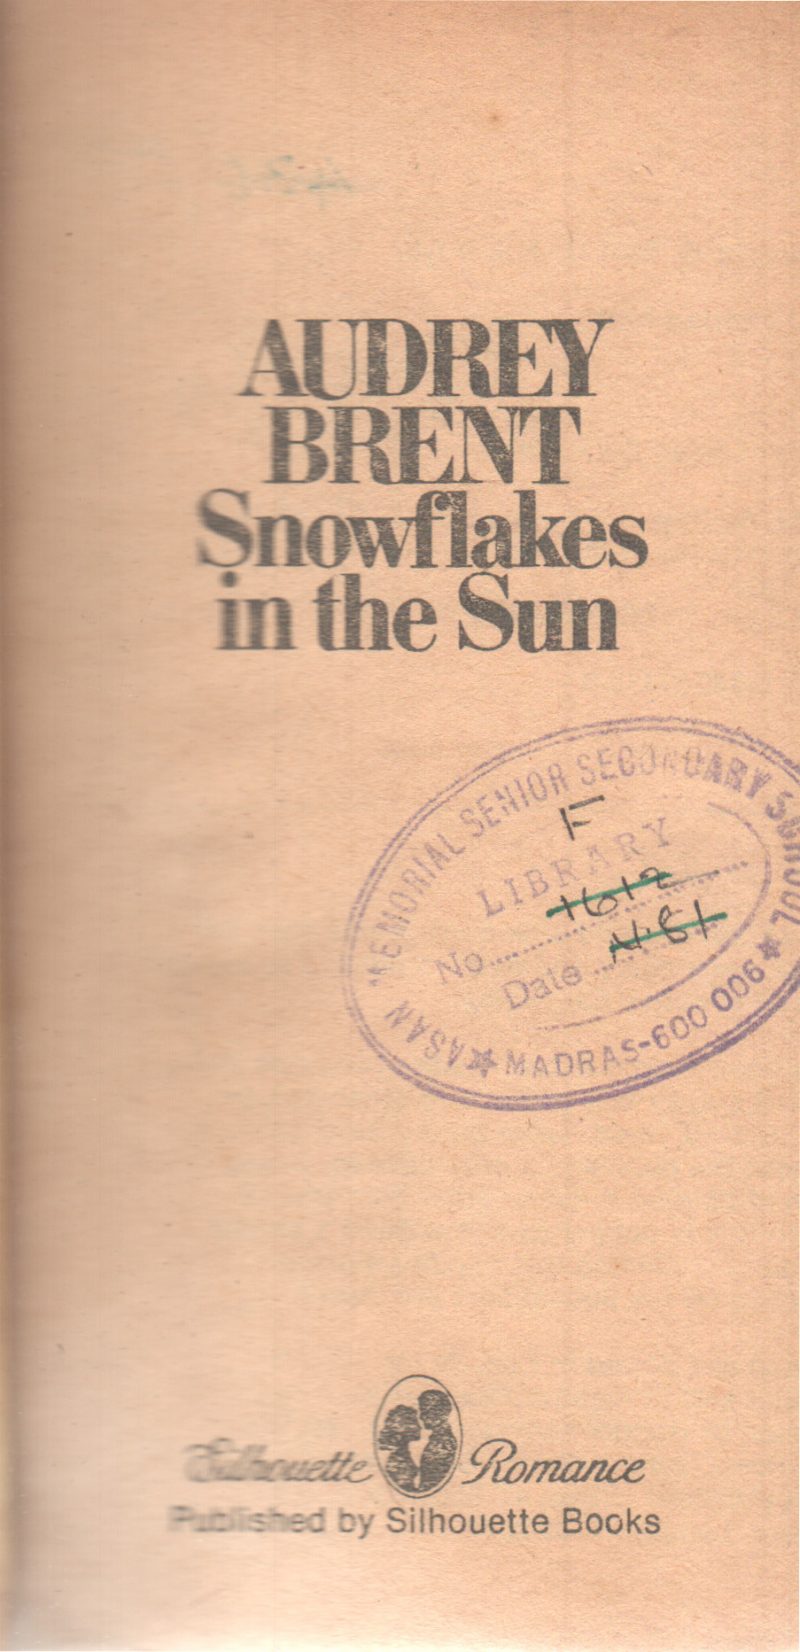 AUDREY
BRENT
Snowflakes
in the Sun
ASAN MEMORIAL SENIOR SECONDARY SCHOOL
F
LIBRARY
No. 1612
Date
MADRAS-600 006
Silhouette Romance
Published by Silhouette Books